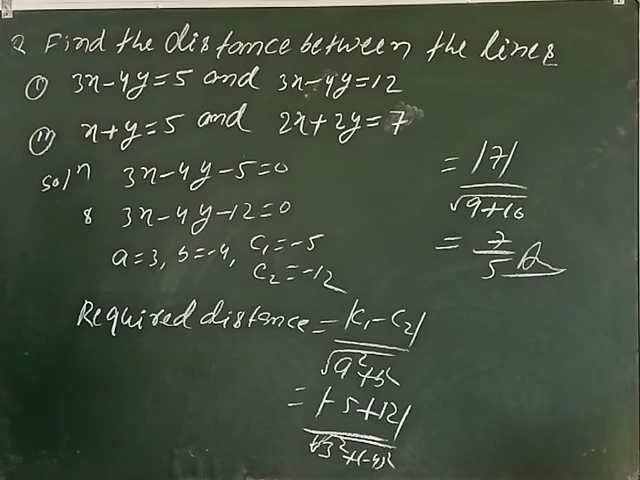 Q Find the distance between the lines
(i) 3x-4y=5 and 3x-4y=12
(ii) x+y=5 and 2x+2y=7
solⁿ 3x-4y-5=0
& 3x-4y-12=0
a=3, b=-4, C₁=-5
C₂=-12
Required distance = |C₁-C₂|
√a²+b²
= |-5+12|
√3²+(-4)²
= |7|
√9+16
= 7
5